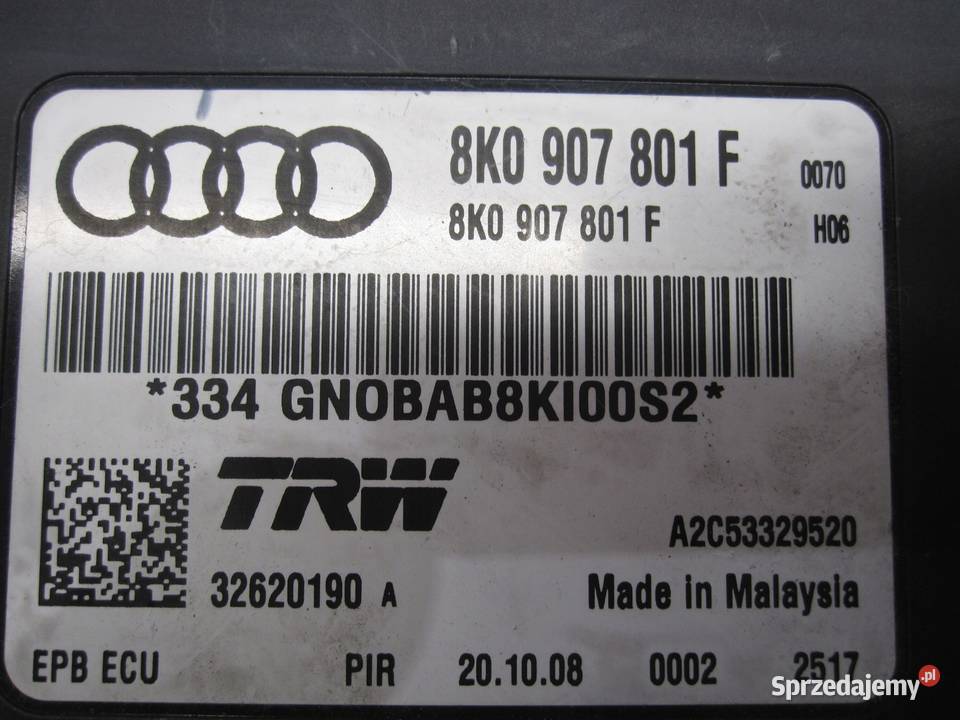 8K0 907 801 F 0070
8K0 907 801 F H06
*334 GN0BAB8KI00S2*
TRW
A2C53329520
32620190 A Made in Malaysia
EPB ECU PIR 20.10.08 0002 2517
Sprzedajemy.pl